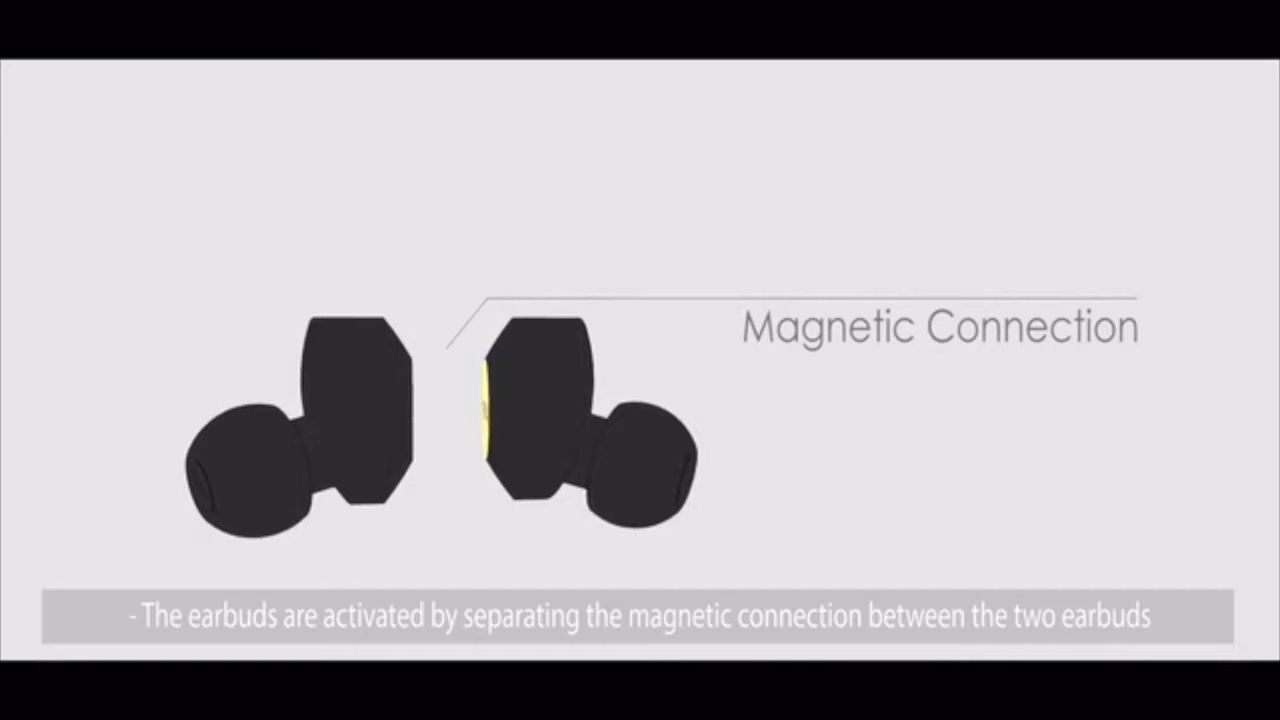 Magnetic Connection
- The earbuds are activated by separating the magnetic connection between the two earbuds